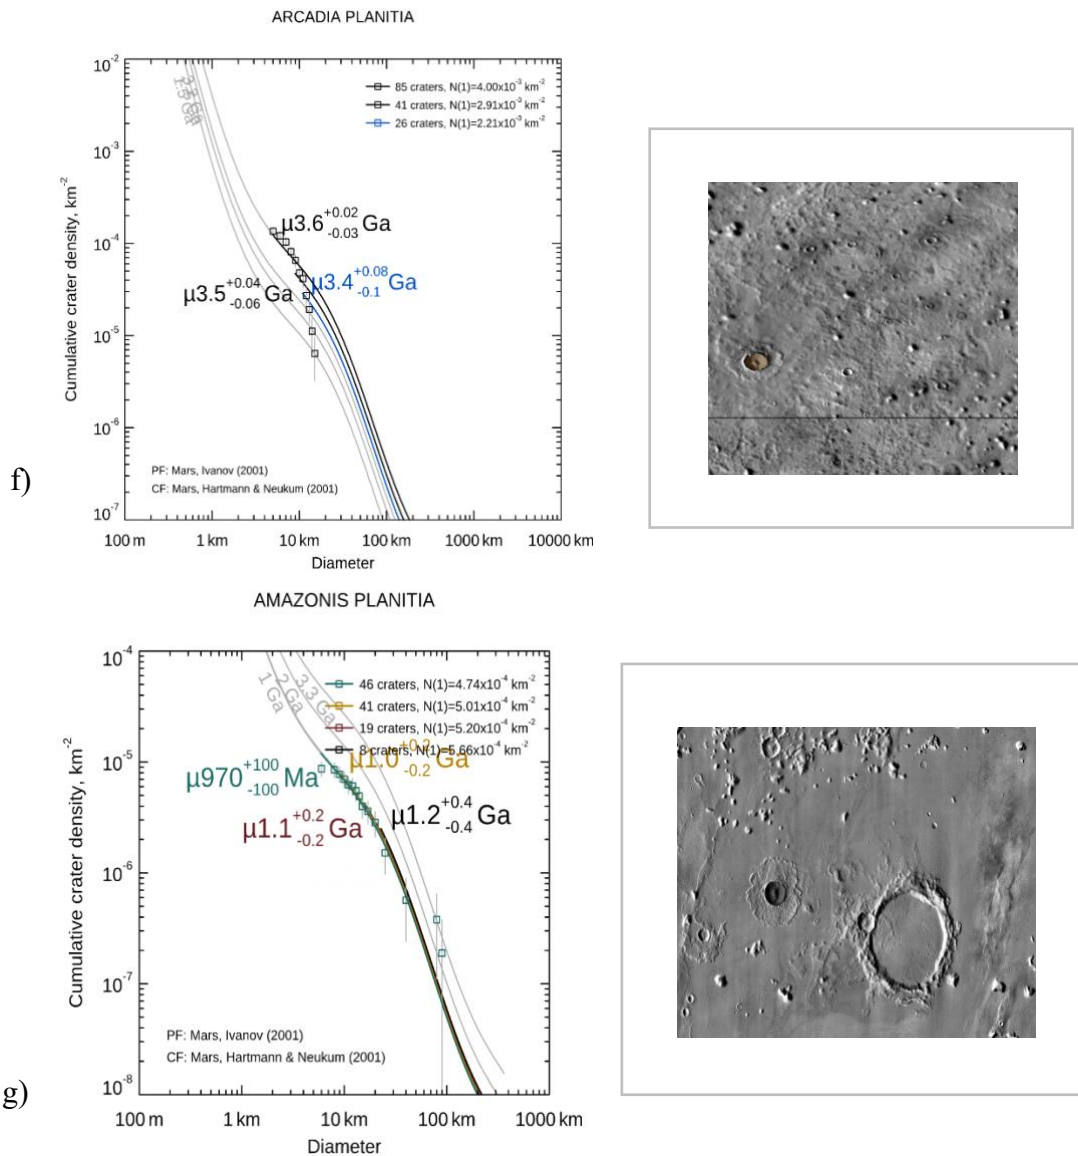 ARCADIA PLANITIA
10⁻²
85 craters, N(1)=4.00x10⁻³ km⁻²
41 craters, N(1)=2.91x10⁻³ km⁻²
26 craters, N(1)=2.21x10⁻³ km⁻²
10⁻³
10⁻⁴
10⁻⁵
10⁻⁶
10⁻⁷
Cumulative crater density, km⁻²
μ3.6+0.02-0.03 Ga
μ3.4+0.08-0.1 Ga
μ3.5+0.04-0.06 Ga
PF: Mars, Ivanov (2001)
CF: Mars, Hartmann & Neukum (2001)
f)
100 m 1 km 10 km 100 km 1000 km 10000 km
Diameter
AMAZONIS PLANITIA
10⁻⁴
1 Ga
2 Ga
3.3 Ga
46 craters, N(1)=4.74x10⁻⁴ km⁻²
41 craters, N(1)=5.01x10⁻⁴ km⁻²
19 craters, N(1)=5.20x10⁻⁴ km⁻²
8 craters, N(1)=5.66x10⁻⁴ km⁻²
10⁻⁵
10⁻⁶
10⁻⁷
10⁻⁸
Cumulative crater density, km⁻²
μ1.0+0.2-0.2 Ga
μ970+100-100 Ma
μ1.2+0.4-0.4 Ga
μ1.1+0.2-0.2 Ga
PF: Mars, Ivanov (2001)
CF: Mars, Hartmann & Neukum (2001)
g)
100 m 1 km 10 km 100 km 1000 km
Diameter